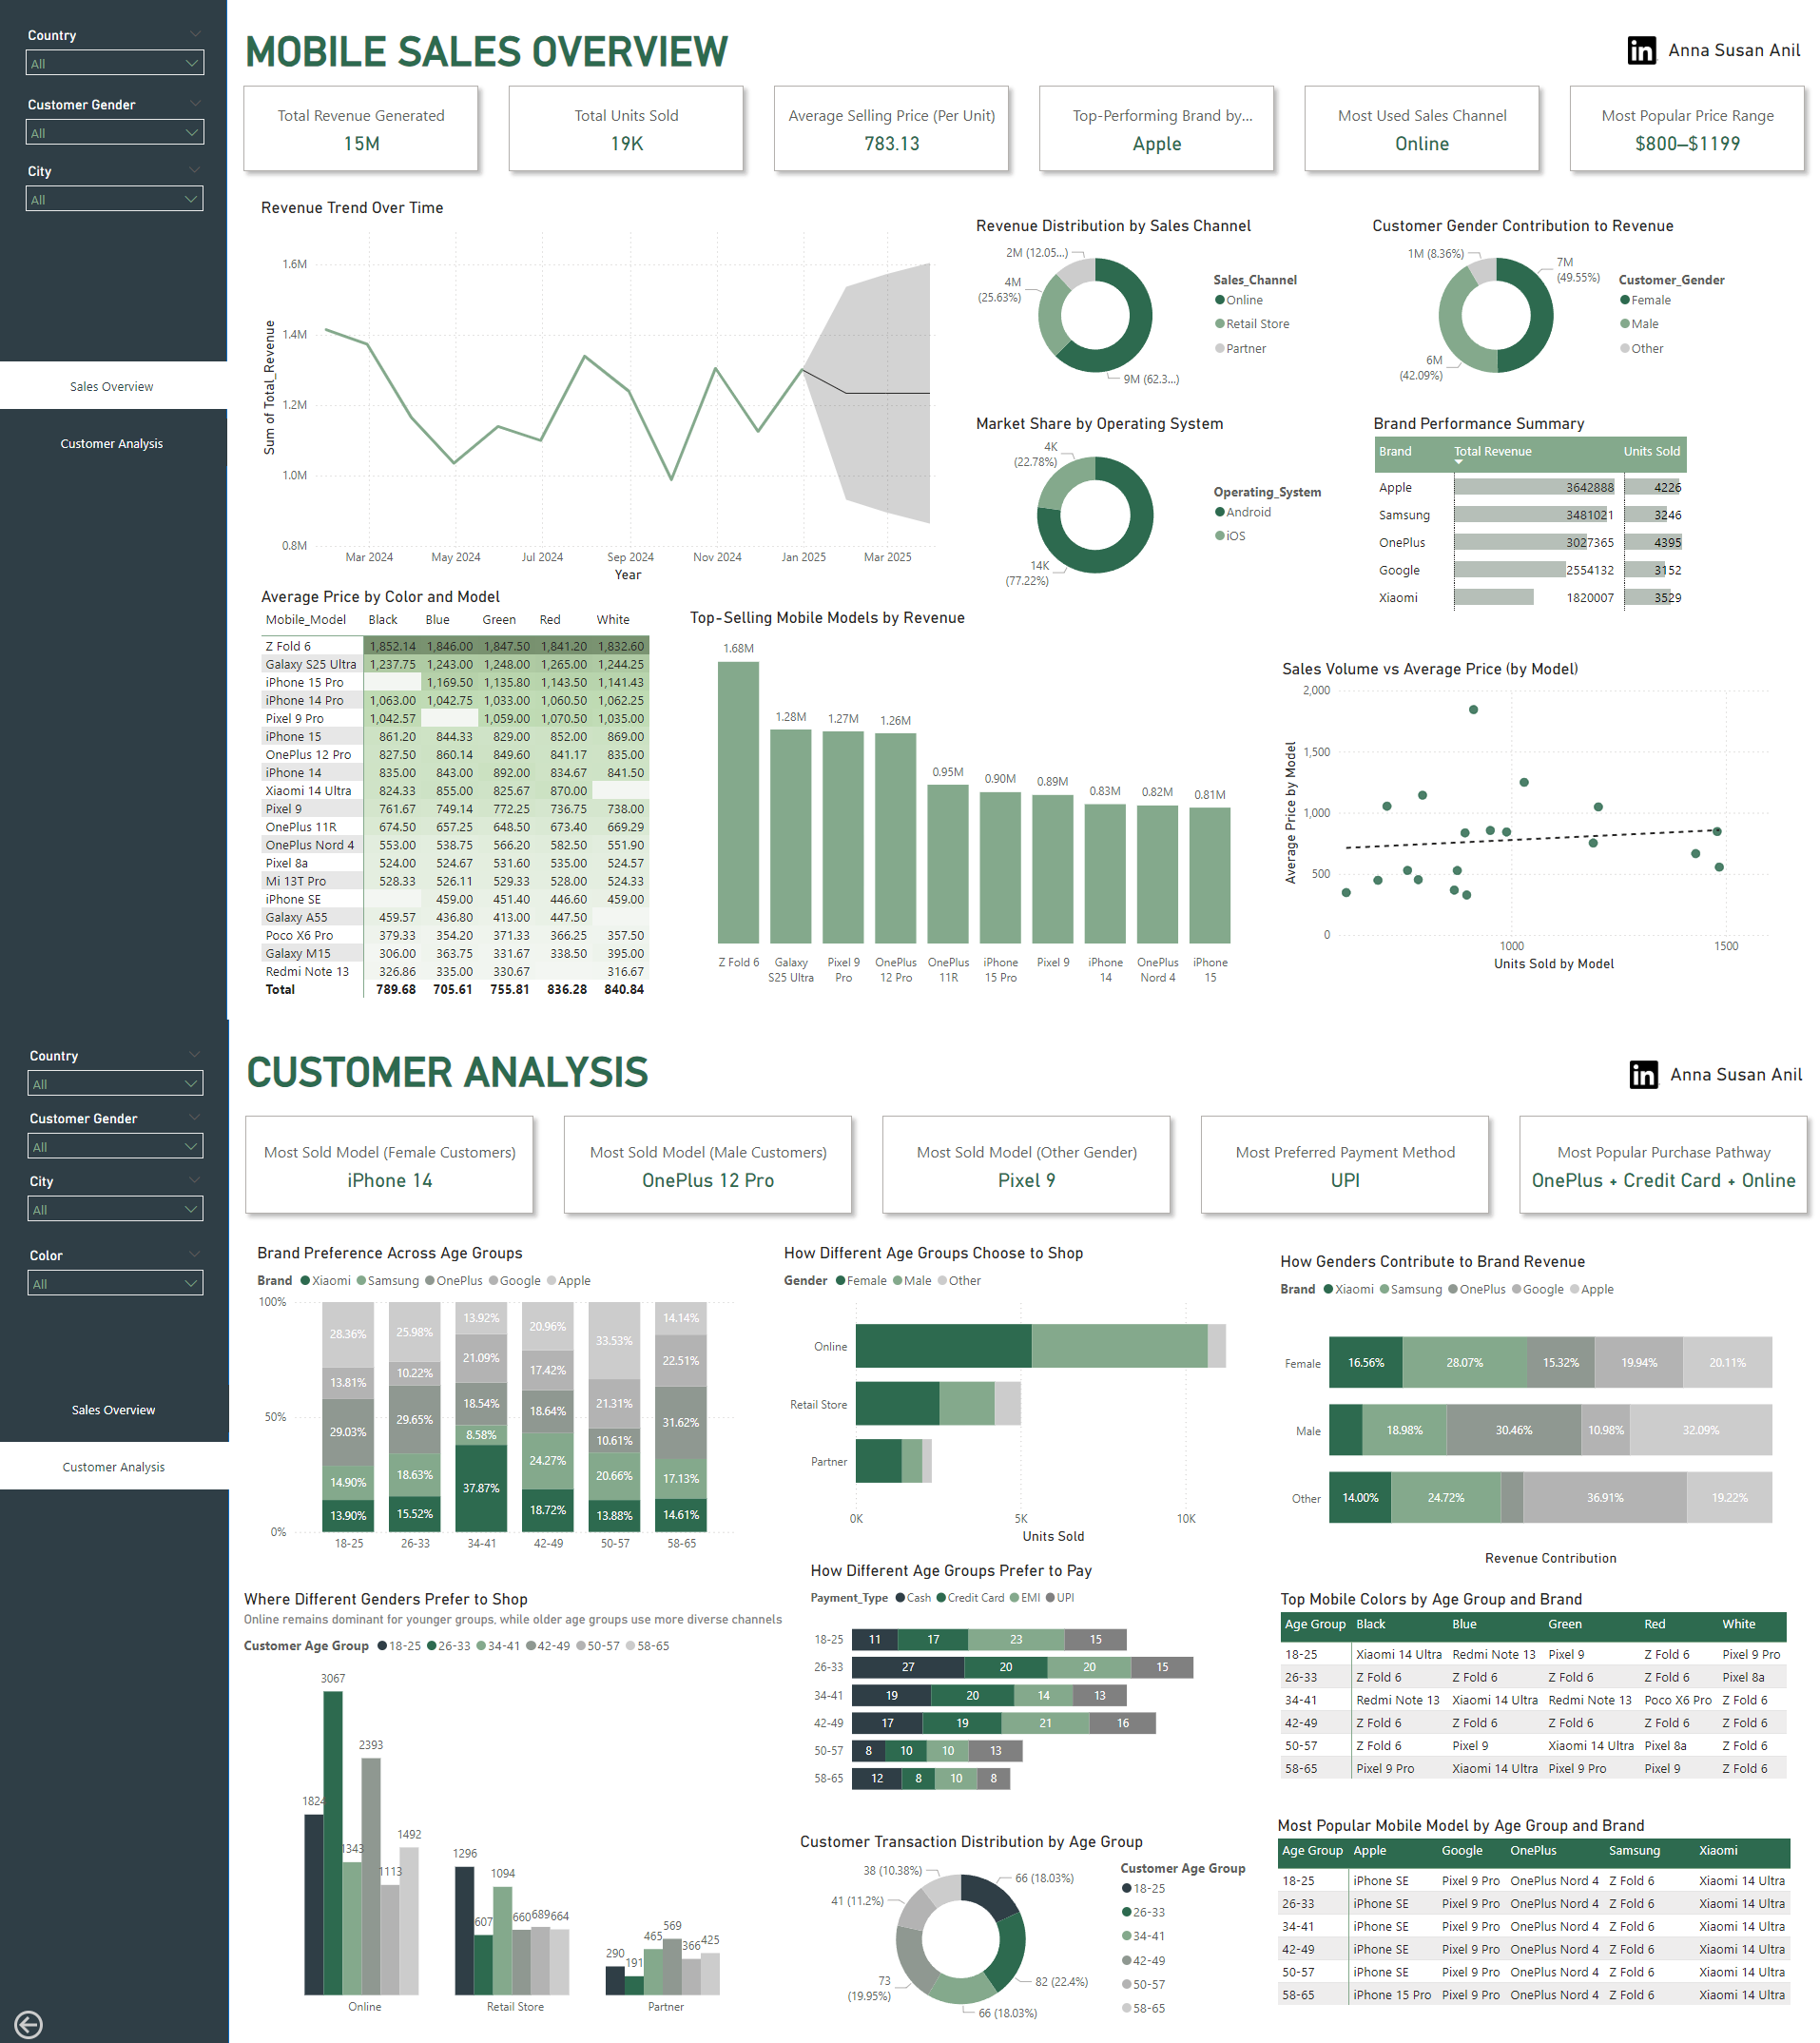 Country
All
Customer Gender
All
City
All
Sales Overview
Customer Analysis
MOBILE SALES OVERVIEW
in Anna Susan Anil
Total Revenue Generated
15M
Total Units Sold
19K
Average Selling Price (Per Unit)
783.13
Top-Performing Brand by...
Apple
Most Used Sales Channel
Online
Most Popular Price Range
$800–$1199
Revenue Trend Over Time
Sum of Total_Revenue
1.6M
1.4M
1.2M
1.0M
0.8M
Mar 2024 May 2024 Jul 2024 Sep 2024 Nov 2024 Jan 2025 Mar 2025
Year
Revenue Distribution by Sales Channel
2M (12.05...)
4M
(25.63%)
9M (62.3...)
Sales_Channel
Online
Retail Store
Partner
Customer Gender Contribution to Revenue
1M (8.36%)
7M
(49.55%)
6M
(42.09%)
Customer_Gender
Female
Male
Other
Market Share by Operating System
4K
(22.78%)
14K
(77.22%)
Operating_System
Android
iOS
Brand Performance Summary
Brand Total Revenue Units Sold
Apple 3642888 4226
Samsung 3481021 3246
OnePlus 3027365 4395
Google 2554132 3152
Xiaomi 1820007 3529
Average Price by Color and Model
Mobile_Model Black Blue Green Red White
Z Fold 6 1,852.14 1,846.00 1,847.50 1,841.20 1,832.60
Galaxy S25 Ultra 1,237.75 1,243.00 1,248.00 1,265.00 1,244.25
iPhone 15 Pro 1,169.50 1,135.80 1,143.50 1,141.43
iPhone 14 Pro 1,063.00 1,042.75 1,033.00 1,060.50 1,062.25
Pixel 9 Pro 1,042.57 1,059.00 1,070.50 1,035.00
iPhone 15 861.20 844.33 829.00 852.00 869.00
OnePlus 12 Pro 827.50 860.14 849.60 841.17 835.00
iPhone 14 835.00 843.00 892.00 834.67 841.50
Xiaomi 14 Ultra 824.33 855.00 825.67 870.00
Pixel 9 761.67 749.14 772.25 736.75 738.00
OnePlus 11R 674.50 657.25 648.50 673.40 669.29
OnePlus Nord 4 553.00 538.75 566.20 582.50 551.90
Pixel 8a 524.00 524.67 531.60 535.00 524.57
Mi 13T Pro 528.33 526.11 529.33 528.00 524.33
iPhone SE 459.00 451.40 446.60 459.00
Galaxy A55 459.57 436.80 413.00 447.50
Poco X6 Pro 379.33 354.20 371.33 366.25 357.50
Galaxy M15 306.00 363.75 331.67 338.50 395.00
Redmi Note 13 326.86 335.00 330.67 316.67
Total 789.68 705.61 755.81 836.28 840.84
Top-Selling Mobile Models by Revenue
1.68M 1.28M 1.27M 1.26M 0.95M 0.90M 0.89M 0.83M 0.82M 0.81M
Z Fold 6 Galaxy Pixel 9 OnePlus OnePlus iPhone Pixel 9 iPhone OnePlus iPhone
S25 Ultra Pro 12 Pro 11R 15 Pro 14 Nord 4 15
Sales Volume vs Average Price (by Model)
Average Price by Model
2,000
1,500
1,000
500
0
1000 1500
Units Sold by Model
Country
All
Customer Gender
All
City
All
Color
All
Sales Overview
Customer Analysis
CUSTOMER ANALYSIS
in Anna Susan Anil
Most Sold Model (Female Customers)
iPhone 14
Most Sold Model (Male Customers)
OnePlus 12 Pro
Most Sold Model (Other Gender)
Pixel 9
Most Preferred Payment Method
UPI
Most Popular Purchase Pathway
OnePlus + Credit Card + Online
Brand Preference Across Age Groups
Brand Xiaomi Samsung OnePlus Google Apple
100%
50%
0%
28.36% 25.98% 13.92% 20.96% 33.53% 14.14%
13.81% 10.22% 21.09% 17.42% 21.31% 22.51%
29.03% 29.65% 18.54% 18.64% 10.61% 31.62%
14.90% 18.63% 8.58% 24.27% 20.66% 17.13%
13.90% 15.52% 37.87% 18.72% 13.88% 14.61%
18-25 26-33 34-41 42-49 50-57 58-65
How Different Age Groups Choose to Shop
Gender Female Male Other
Online
Retail Store
Partner
0K 5K 10K
Units Sold
How Genders Contribute to Brand Revenue
Brand Xiaomi Samsung OnePlus Google Apple
Female 16.56% 28.07% 15.32% 19.94% 20.11%
Male 18.98% 30.46% 10.98% 32.09%
Other 14.00% 24.72% 36.91% 19.22%
Revenue Contribution
Where Different Genders Prefer to Shop
Online remains dominant for younger groups, while older age groups use more diverse channels
Customer Age Group 18-25 26-33 34-41 42-49 50-57 58-65
1824 3067 1343 2393 1113 1492
1296 607 1094 660 689 664
290 191 465 569 366 425
Online Retail Store Partner
How Different Age Groups Prefer to Pay
Payment_Type Cash Credit Card EMI UPI
18-25 11 17 23 15
26-33 27 20 20 15
34-41 19 20 14 13
42-49 17 19 21 16
50-57 8 10 10 13
58-65 12 8 10 8
Customer Transaction Distribution by Age Group
38 (10.38%)
66 (18.03%)
41 (11.2%)
73
(19.95%)
82 (22.4%)
66 (18.03%)
Customer Age Group
18-25
26-33
34-41
42-49
50-57
58-65
Top Mobile Colors by Age Group and Brand
Age Group Black Blue Green Red White
18-25 Xiaomi 14 Ultra Redmi Note 13 Pixel 9 Z Fold 6 Pixel 9 Pro
26-33 Z Fold 6 Z Fold 6 Z Fold 6 Z Fold 6 Pixel 8a
34-41 Redmi Note 13 Xiaomi 14 Ultra Redmi Note 13 Poco X6 Pro Z Fold 6
42-49 Z Fold 6 Z Fold 6 Z Fold 6 Z Fold 6 Z Fold 6
50-57 Z Fold 6 Pixel 9 Xiaomi 14 Ultra Pixel 8a Z Fold 6
58-65 Pixel 9 Pro Xiaomi 14 Ultra Pixel 9 Pro Pixel 9 Z Fold 6
Most Popular Mobile Model by Age Group and Brand
Age Group Apple Google OnePlus Samsung Xiaomi
18-25 iPhone SE Pixel 9 Pro OnePlus Nord 4 Z Fold 6 Xiaomi 14 Ultra
26-33 iPhone SE Pixel 9 Pro OnePlus Nord 4 Z Fold 6 Xiaomi 14 Ultra
34-41 iPhone SE Pixel 9 Pro OnePlus Nord 4 Z Fold 6 Xiaomi 14 Ultra
42-49 iPhone SE Pixel 9 Pro OnePlus Nord 4 Z Fold 6 Xiaomi 14 Ultra
50-57 iPhone SE Pixel 9 Pro OnePlus Nord 4 Z Fold 6 Xiaomi 14 Ultra
58-65 iPhone 15 Pro Pixel 9 Pro OnePlus Nord 4 Z Fold 6 Xiaomi 14 Ultra